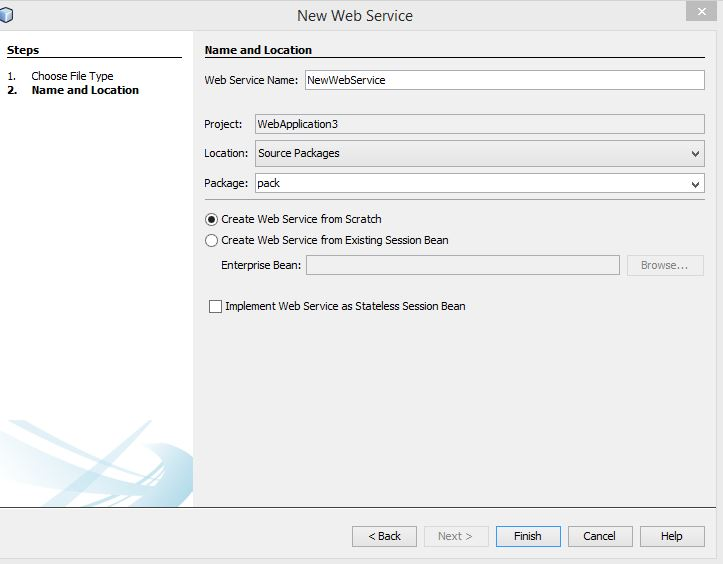 New Web Service
Steps
1. Choose File Type
2. Name and Location
Name and Location
Web Service Name: NewWebService
Project: WebApplication3
Location: Source Packages
Package: pack
Create Web Service from Scratch
Create Web Service from Existing Session Bean
Enterprise Bean: Browse...
Implement Web Service as Stateless Session Bean
< Back Next > Finish Cancel Help